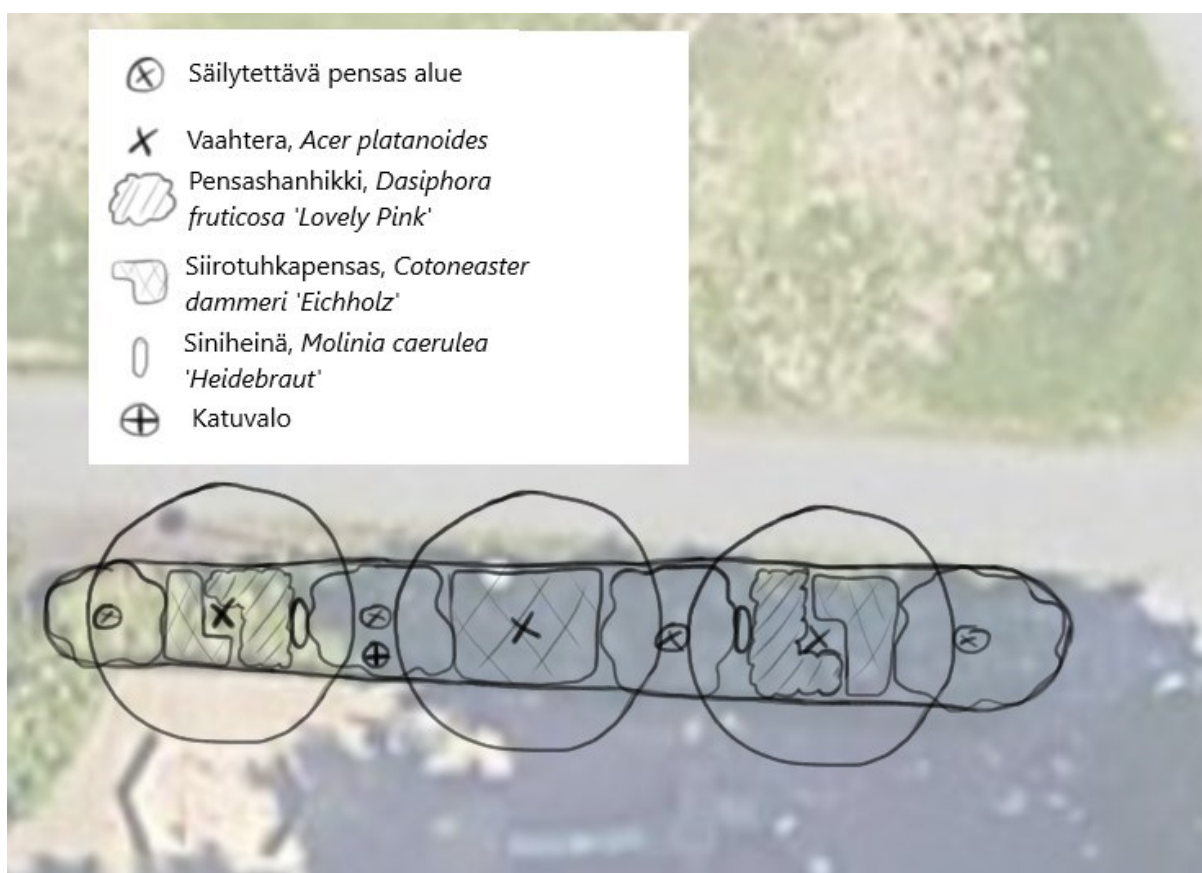 Säilytettävä pensas alue
Vaahtera, Acer platanoides
Pensashanhikki, Dasiphora
fruticosa 'Lovely Pink'
Siirotuhkapensas, Cotoneaster
dammeri 'Eichholz'
Siniheinä, Molinia caerulea
'Heidebraut'
Katuvalo